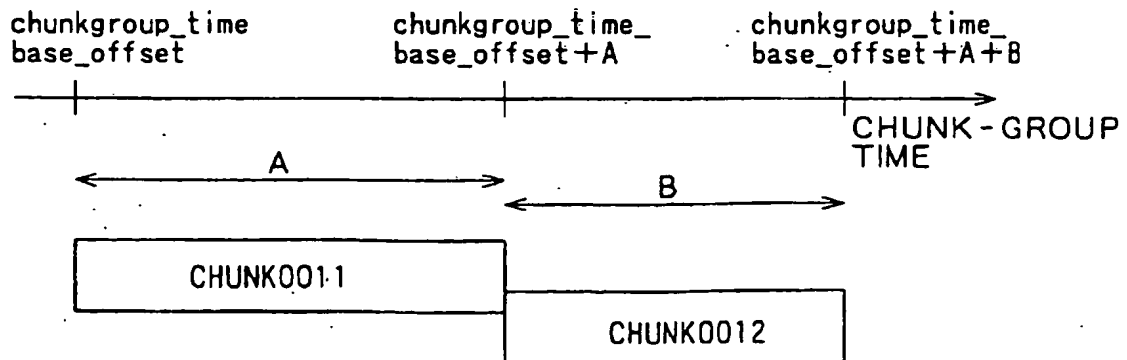 chunkgroup_time
base_offset
chunkgroup_time_
base_offset+A
chunkgroup_time_
base_offset+A+B
CHUNK-GROUP
TIME
A
B
CHUNK0011
CHUNK0012